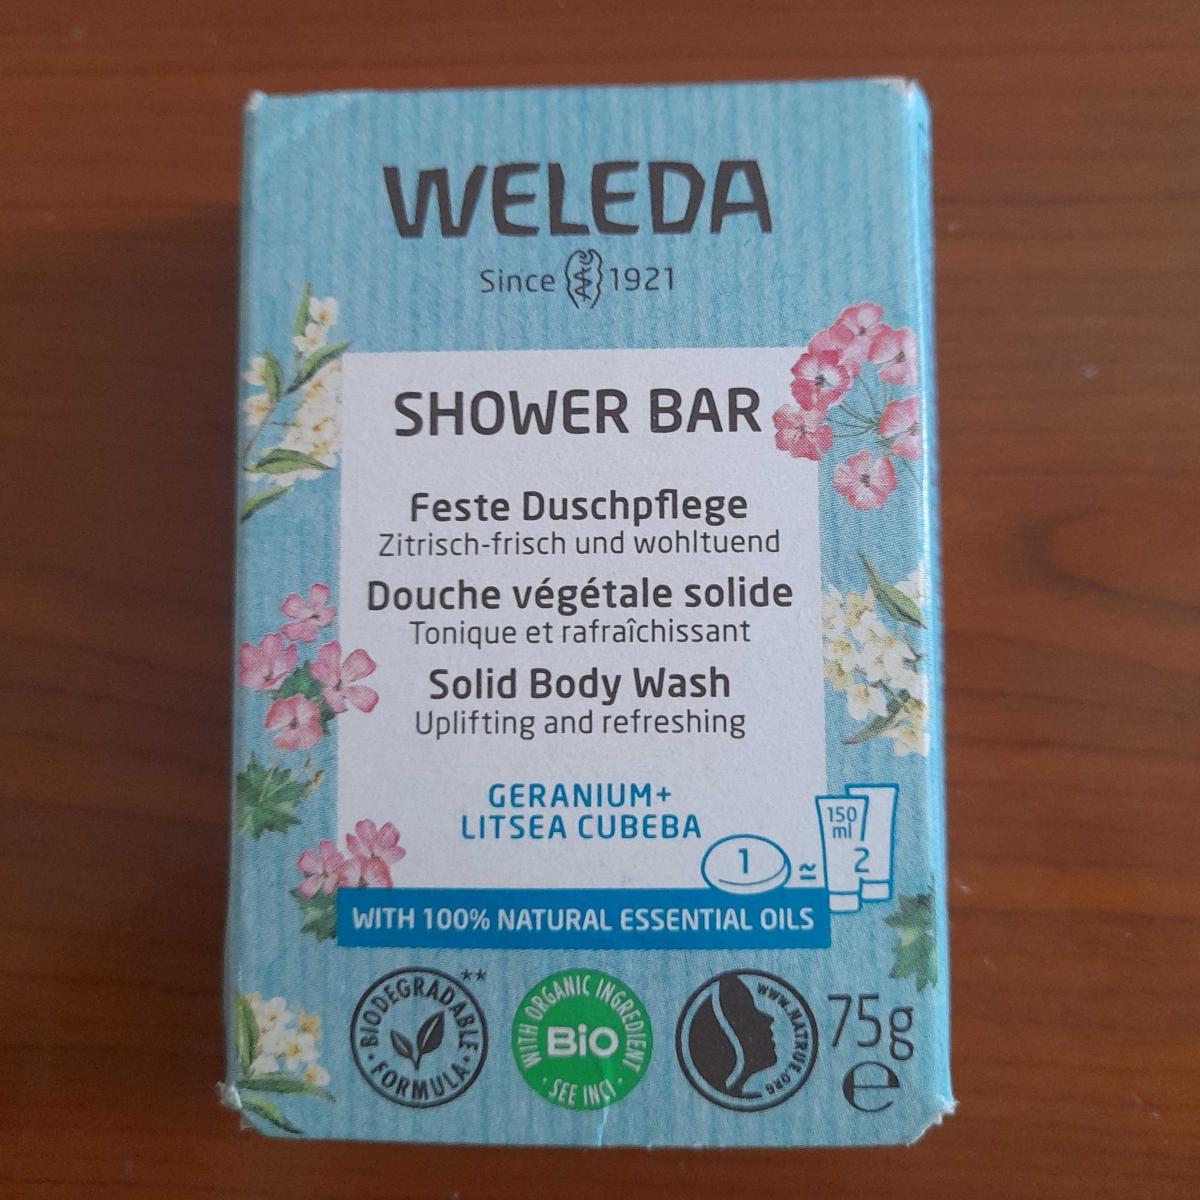 WELEDA
Since 1921
SHOWER BAR
Feste Duschpflege
Zitrisch-frisch und wohltuend
Douche végétale solide
Tonique et rafraîchissant
Solid Body Wash
Uplifting and refreshing
GERANIUM+
LITSEA CUBEBA
1 ≃ 2
150
ml
WITH 100% NATURAL ESSENTIAL OILS
BIODEGRADABLE**
· FORMULA ·
WITH ORGANIC INGREDIENT
BiO
· SEE INCI ·
WWW.NATRUE.ORG
75g
e